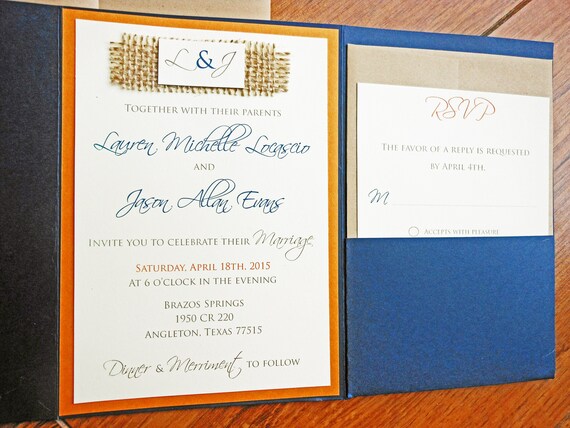 L & J
Together with their parents
Lauren Michelle Locascio
and
Jason Allan Evans
Invite you to celebrate their Marriage
Saturday, April 18th, 2015
at 6 o'clock in the evening
Brazos Springs
1950 CR 220
Angleton, Texas 77515
Dinner & Merriment to follow
RSVP
The favor of a reply is requested
by April 4th.
M
Accepts with pleasure